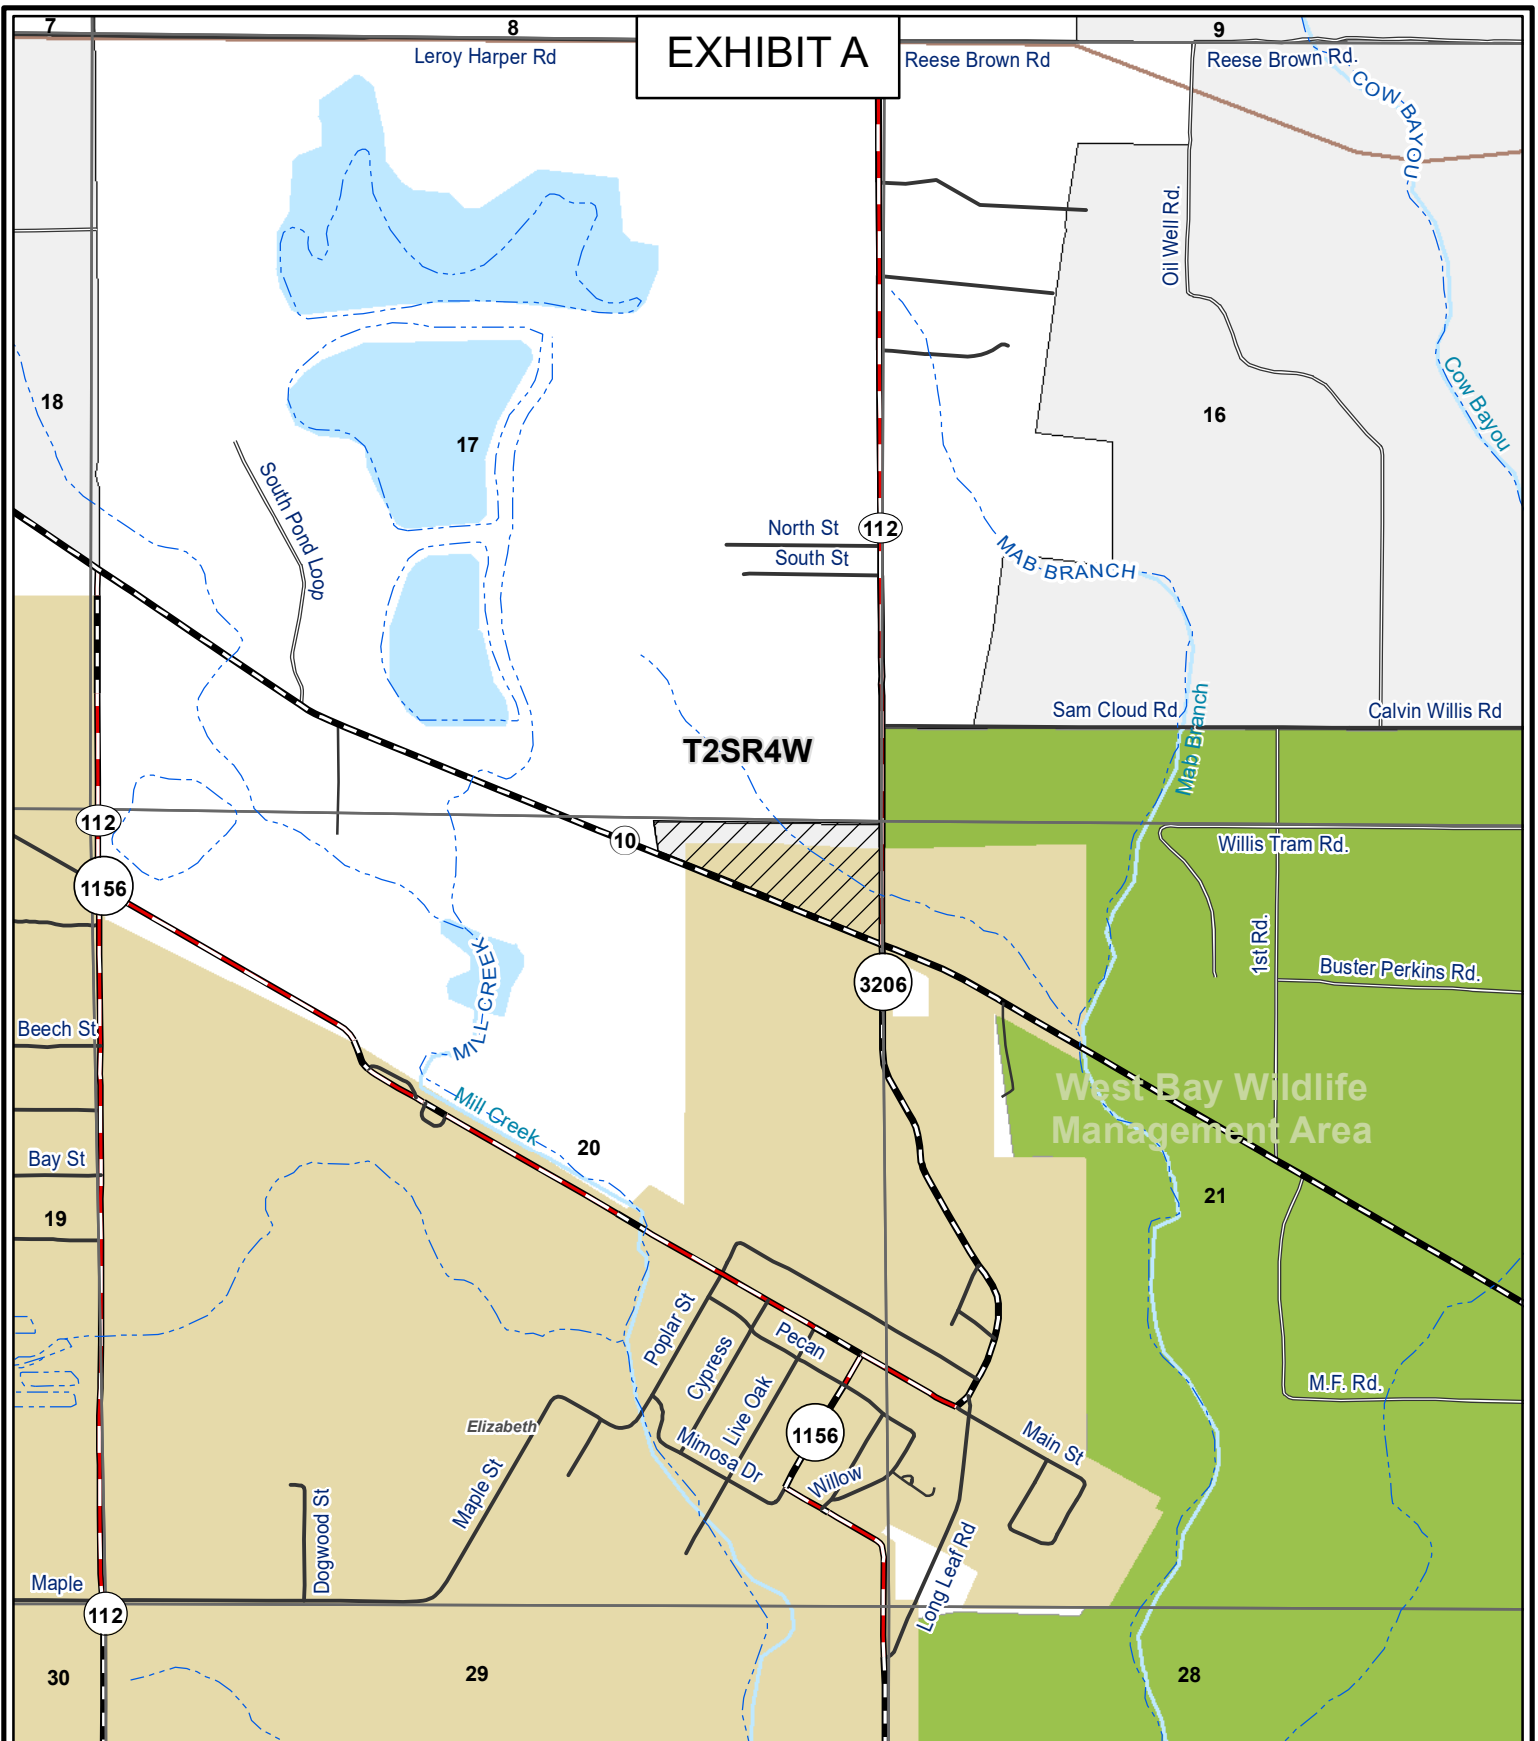 7
8
EXHIBIT A
9
Leroy Harper Rd
Reese Brown Rd
Reese Brown Rd.
COW BAYOU
Oil Well Rd.
Cow Bayou
18
17
16
South Pond Loop
North St
112
South St
MAB BRANCH
Sam Cloud Rd
Calvin Willis Rd
Mab Branch
T2SR4W
112
10
Willis Tram Rd.
1156
1st Rd.
Buster Perkins Rd.
3206
MILL CREEK
Beech St
West Bay Wildlife
Management Area
Mill Creek
20
Bay St
21
19
Poplar St
Cypress
Pecan
Live Oak
M.F. Rd.
Elizabeth
1156
Main St
Mimosa Dr
Willow
Maple St
Dogwood St
Long Leaf Rd
Maple
112
30
29
28